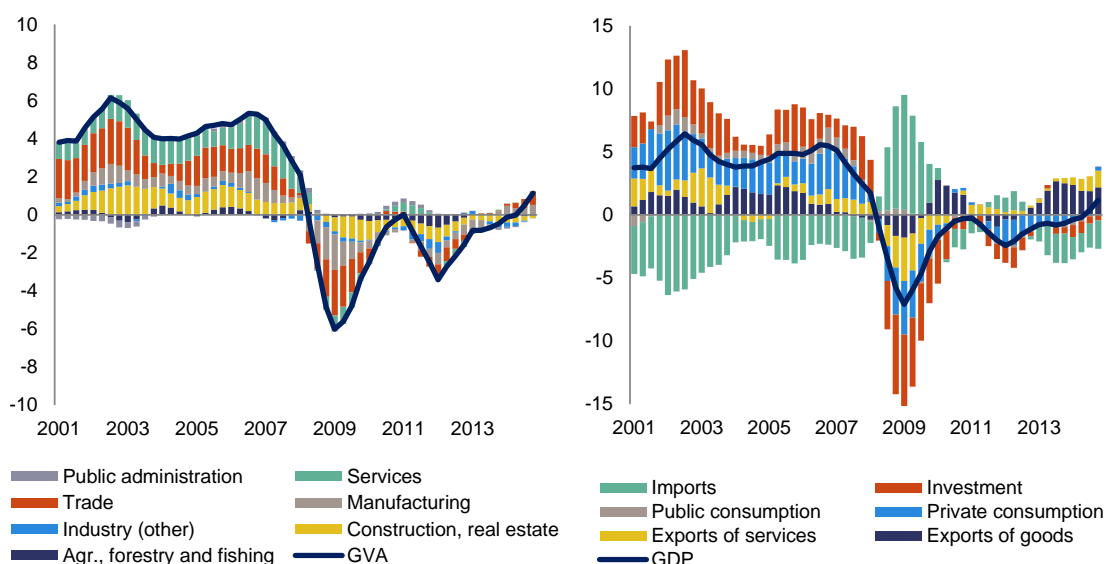 10
8
6
4
2
0
-2
-4
-6
-8
-10
2001 2003 2005 2007 2009 2011 2013
Public administration Services
Trade Manufacturing
Industry (other) Construction, real estate
Agr., forestry and fishing GVA
15
10
5
0
-5
-10
-15
2001 2003 2005 2007 2009 2011 2013
Imports Investment
Public consumption Private consumption
Exports of services Exports of goods
GDP